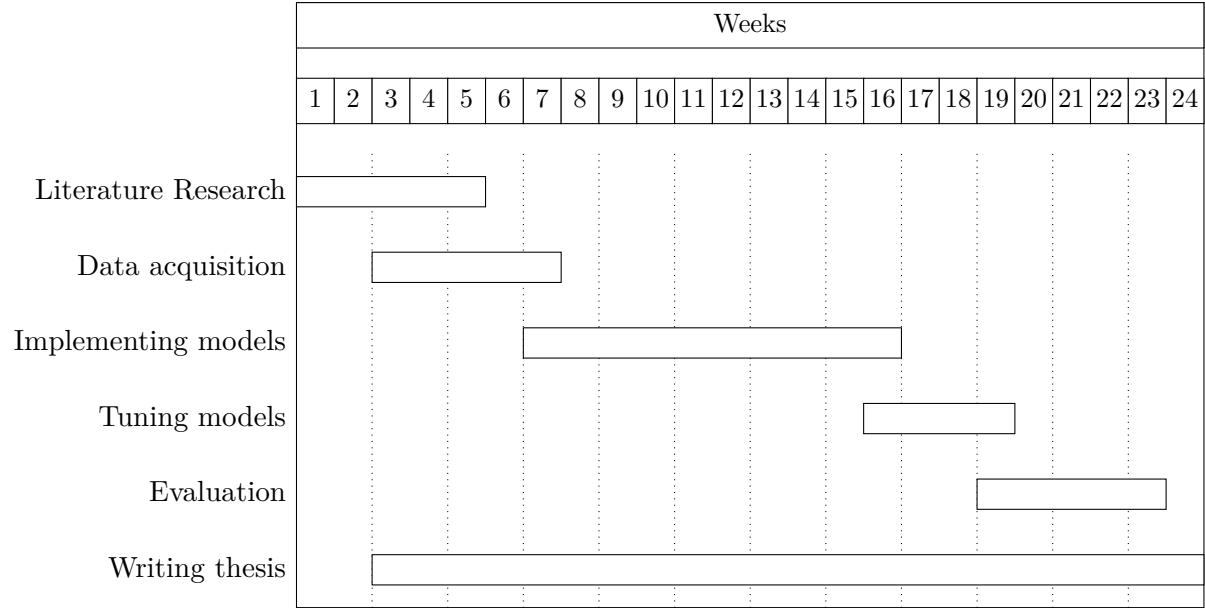 Weeks
1 2 3 4 5 6 7 8 9 10 11 12 13 14 15 16 17 18 19 20 21 22 23 24
Literature Research
Data acquisition
Implementing models
Tuning models
Evaluation
Writing thesis